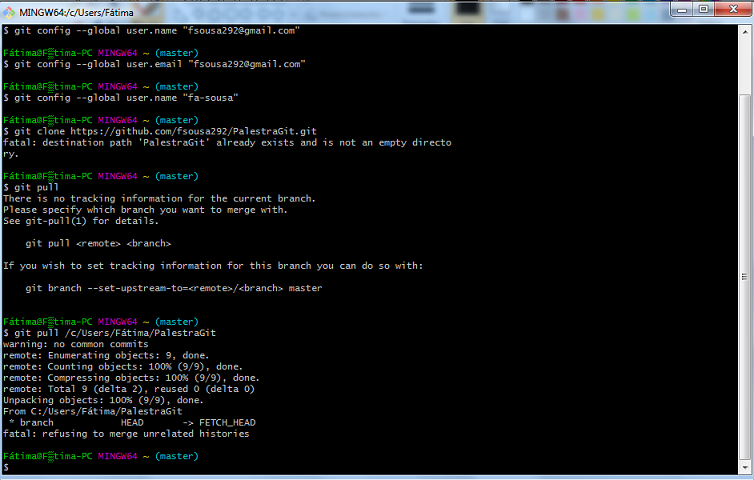 MINGW64:/c/Users/Fátima
$ git config --global user.name "fsousa292@gmail.com"
Fátima@F▒tima-PC MINGW64 ~ (master)
$ git config --global user.email "fsousa292@gmail.com"
Fátima@F▒tima-PC MINGW64 ~ (master)
$ git config --global user.name "fa-sousa"
Fátima@F▒tima-PC MINGW64 ~ (master)
$ git clone https://github.com/fsousa292/PalestraGit.git
fatal: destination path 'PalestraGit' already exists and is not an empty directo
ry.
Fátima@F▒tima-PC MINGW64 ~ (master)
$ git pull
There is no tracking information for the current branch.
Please specify which branch you want to merge with.
See git-pull(1) for details.
git pull <remote> <branch>
If you wish to set tracking information for this branch you can do so with:
git branch --set-upstream-to=<remote>/<branch> master
Fátima@F▒tima-PC MINGW64 ~ (master)
$ git pull /c/Users/Fátima/PalestraGit
warning: no common commits
remote: Enumerating objects: 9, done.
remote: Counting objects: 100% (9/9), done.
remote: Compressing objects: 100% (9/9), done.
remote: Total 9 (delta 2), reused 0 (delta 0)
Unpacking objects: 100% (9/9), done.
From C:/Users/Fátima/PalestraGit
* branch HEAD -> FETCH_HEAD
fatal: refusing to merge unrelated histories
Fátima@F▒tima-PC MINGW64 ~ (master)
$